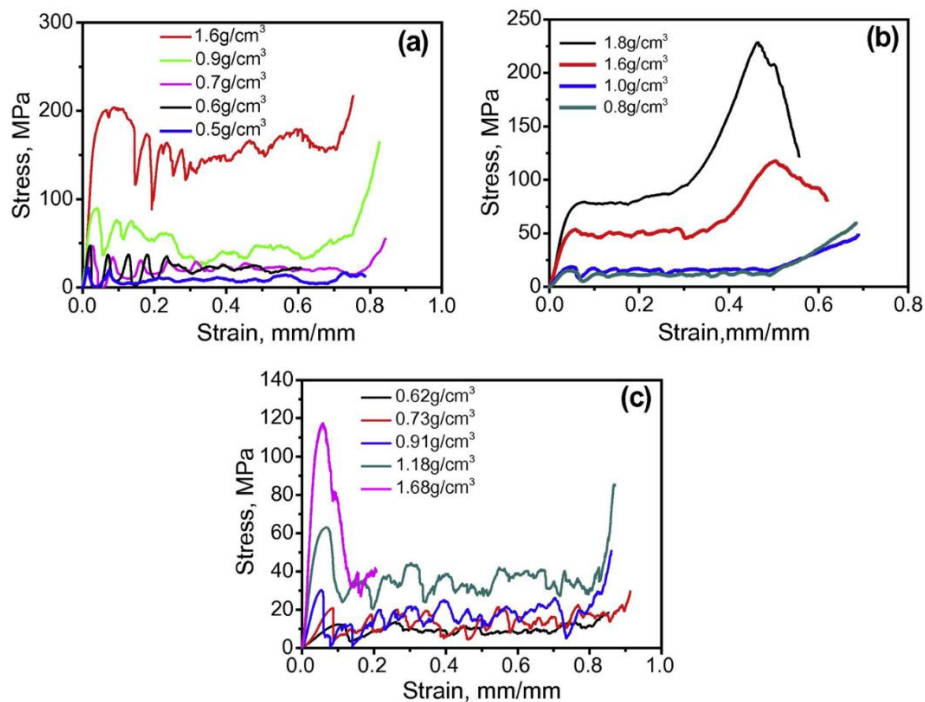 (a)
Stress, MPa
300
200
100
0
1.6g/cm³
0.9g/cm³
0.7g/cm³
0.6g/cm³
0.5g/cm³
0.0 0.2 0.4 0.6 0.8 1.0
Strain, mm/mm
(b)
Stress, MPa
250
200
150
100
50
0
1.8g/cm³
1.6g/cm³
1.0g/cm³
0.8g/cm³
0.0 0.2 0.4 0.6 0.8
Strain,mm/mm
(c)
Stress, MPa
140
120
100
80
60
40
20
0
0.62g/cm³
0.73g/cm³
0.91g/cm³
1.18g/cm³
1.68g/cm³
0.0 0.2 0.4 0.6 0.8 1.0
Strain, mm/mm